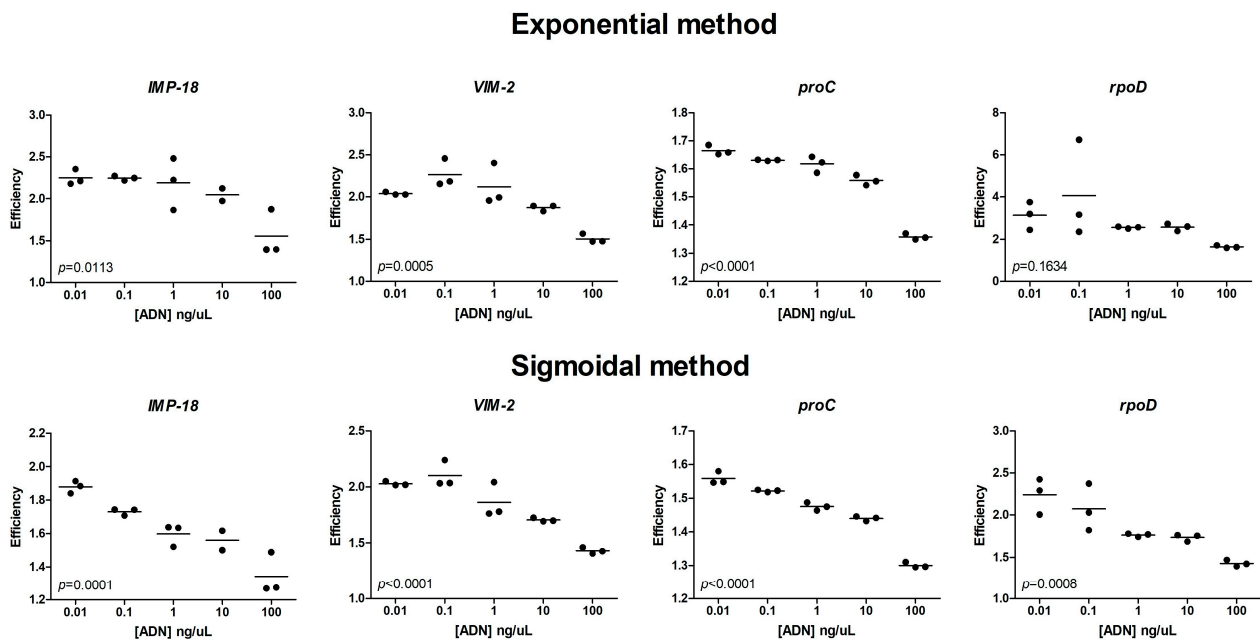 Exponential method
IMP-18
VIM-2
proC
rpoD
Efficiency
3.0
2.5
2.0
1.5
1.0
p=0.0113
0.01 0.1 1 10 100
[ADN] ng/uL
Efficiency
3.0
2.5
2.0
1.5
1.0
p=0.0005
0.01 0.1 1 10 100
[ADN] ng/uL
Efficiency
1.8
1.7
1.6
1.5
1.4
1.3
1.2
p<0.0001
0.01 0.1 1 10 100
[ADN] ng/uL
Efficiency
8
6
4
2
0
p=0.1634
0.01 0.1 1 10 100
[ADN] ng/uL
Sigmoidal method
IMP-18
VIM-2
proC
rpoD
Efficiency
2.2
2.0
1.8
1.6
1.4
1.2
p=0.0001
0.01 0.1 1 10 100
[ADN] ng/uL
Efficiency
2.5
2.0
1.5
1.0
p<0.0001
0.01 0.1 1 10 100
[ADN] ng/uL
Efficiency
1.7
1.6
1.5
1.4
1.3
1.2
p<0.0001
0.01 0.1 1 10 100
[ADN] ng/uL
Efficiency
3.0
2.5
2.0
1.5
1.0
p=0.0008
0.01 0.1 1 10 100
[ADN] ng/uL